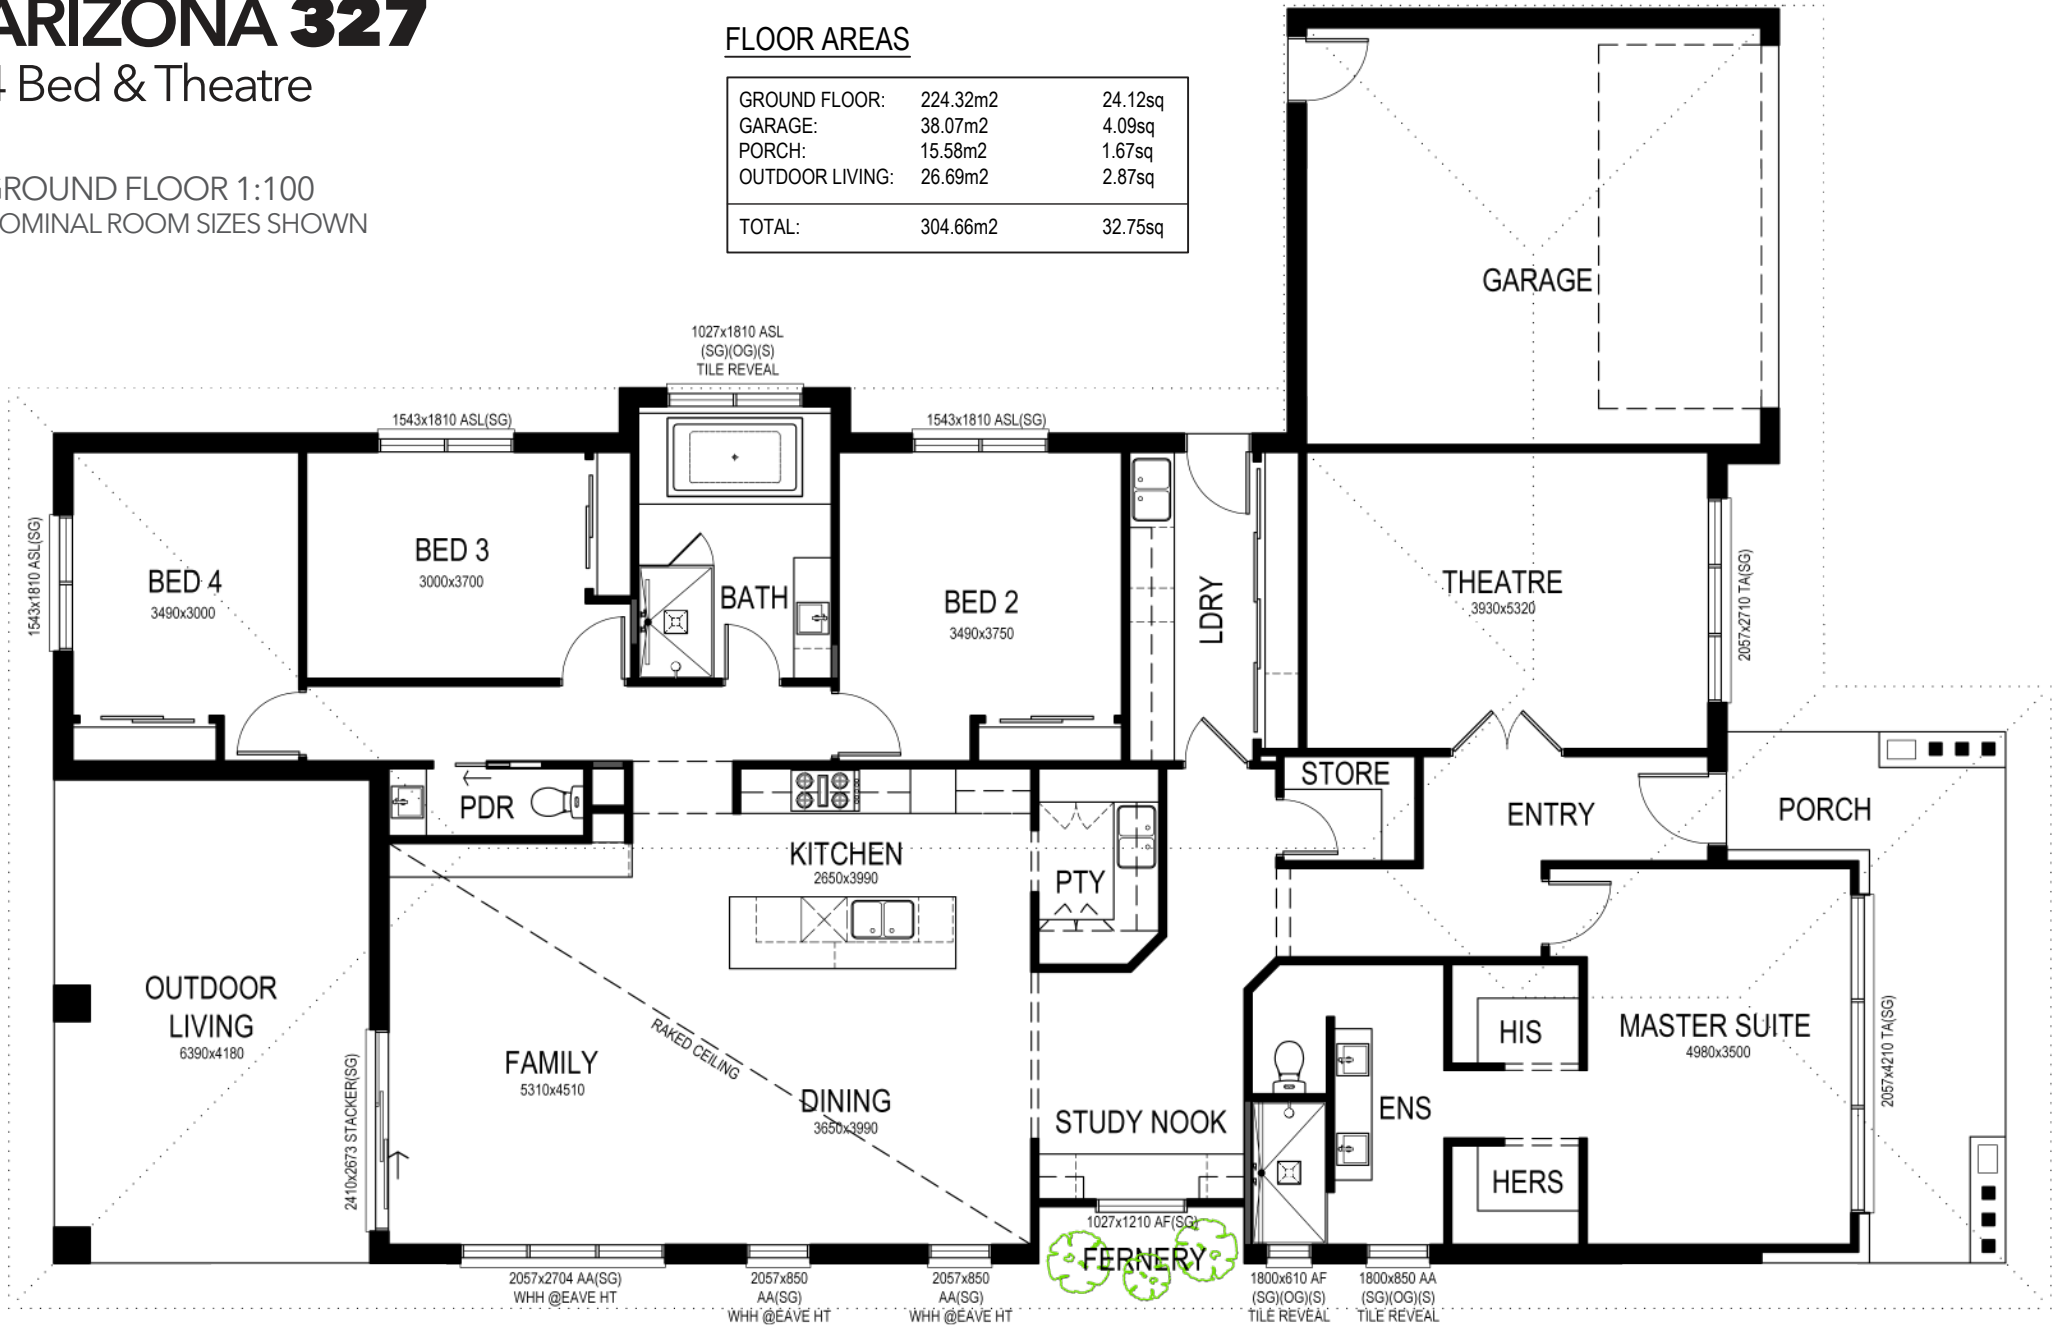 ARIZONA 327
4 Bed & Theatre
GROUND FLOOR 1:100
NOMINAL ROOM SIZES SHOWN
FLOOR AREAS
GROUND FLOOR: 224.32m2 24.12sq
GARAGE: 38.07m2 4.09sq
PORCH: 15.58m2 1.67sq
OUTDOOR LIVING: 26.69m2 2.87sq
TOTAL: 304.66m2 32.75sq
GARAGE
1027x1810 ASL
(SG)(OG)(S)
TILE REVEAL
1543x1810 ASL(SG)
1543x1810 ASL(SG)
1543x1810 ASL(SG)
BED 4
3490x3000
BED 3
3000x3700
BATH
BED 2
3490x3750
LDRY
THEATRE
3930x5320
2057x2710 TA(SG)
PDR
STORE
ENTRY
PORCH
KITCHEN
2650x3990
PTY
OUTDOOR
LIVING
6390x4180
2410x2673 STACKER(SG)
FAMILY
5310x4510
RAKED CEILING
DINING
3650x3990
STUDY NOOK
ENS
HIS
HERS
MASTER SUITE
4980x3500
2057x4210 TA(SG)
1027x1210 AF(SG)
FERNERY
2057x2704 AA(SG)
WHH @EAVE HT
2057x850
AA(SG)
WHH @EAVE HT
2057x850
AA(SG)
WHH @EAVE HT
1800x610 AF
(SG)(OG)(S)
TILE REVEAL
1800x850 AA
(SG)(OG)(S)
TILE REVEAL